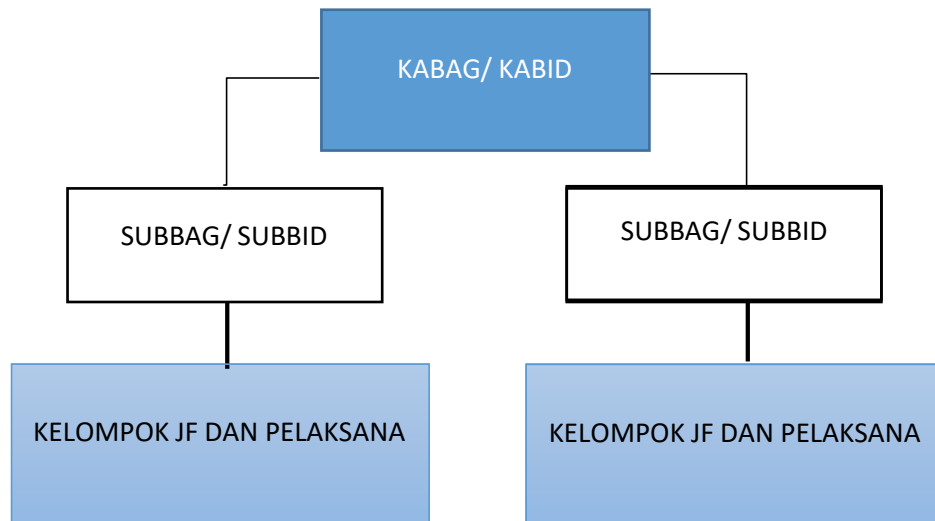 KABAG/ KABID
SUBBAG/ SUBBID
SUBBAG/ SUBBID
KELOMPOK JF DAN PELAKSANA
KELOMPOK JF DAN PELAKSANA